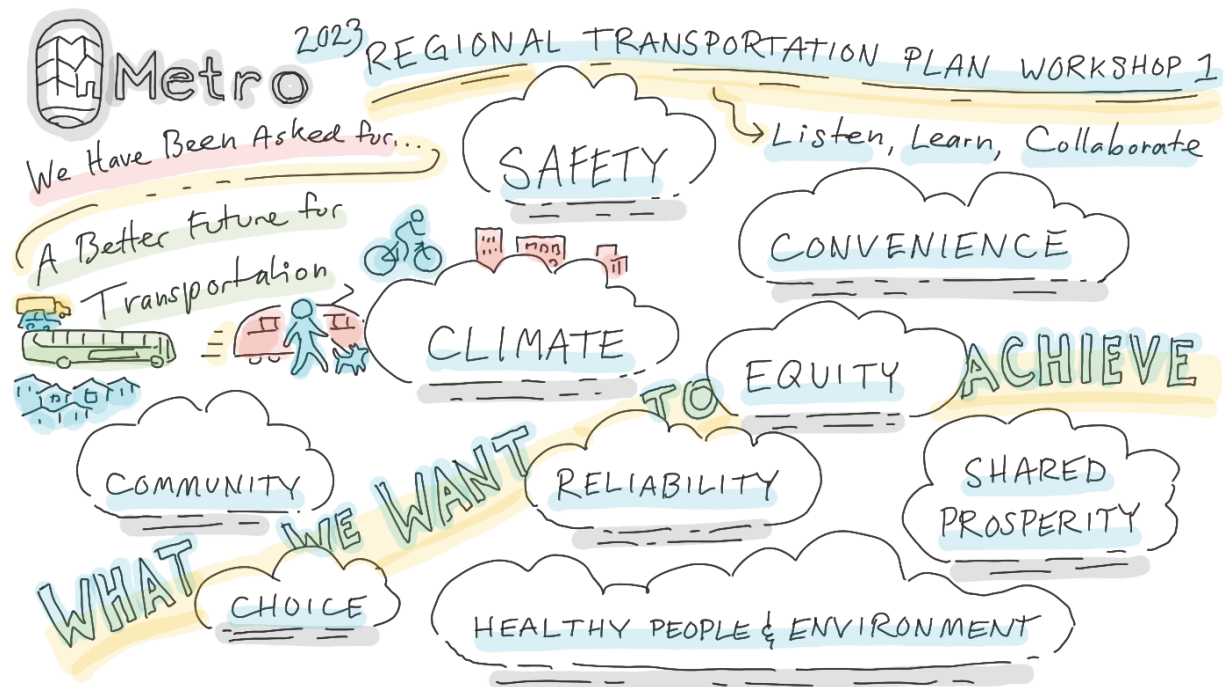 Metro
2023 REGIONAL TRANSPORTATION PLAN WORKSHOP 1
Listen, Learn, Collaborate
We Have Been Asked for...
A Better Future for
Transportation
SAFETY
CONVENIENCE
CLIMATE
EQUITY
COMMUNITY
RELIABILITY
SHARED
PROSPERITY
CHOICE
HEALTHY PEOPLE & ENVIRONMENT
WHAT WE WANT TO ACHIEVE